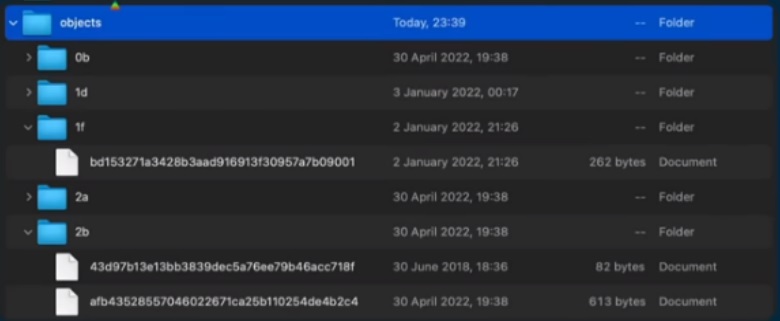 objects Today, 23:39 -- Folder
0b 30 April 2022, 19:38 -- Folder
1d 3 January 2022, 00:17 -- Folder
1f 2 January 2022, 21:26 -- Folder
bd153271a3428b3aad916913f30957a7b09001 2 January 2022, 21:26 262 bytes Document
2a 30 April 2022, 19:38 -- Folder
2b 30 April 2022, 19:38 -- Folder
43d97b13e13bb3839dec5a76ee79b46acc718f 30 June 2018, 18:36 82 bytes Document
afb43528557046022671ca25b110254de4b2c4 30 April 2022, 19:38 613 bytes Document